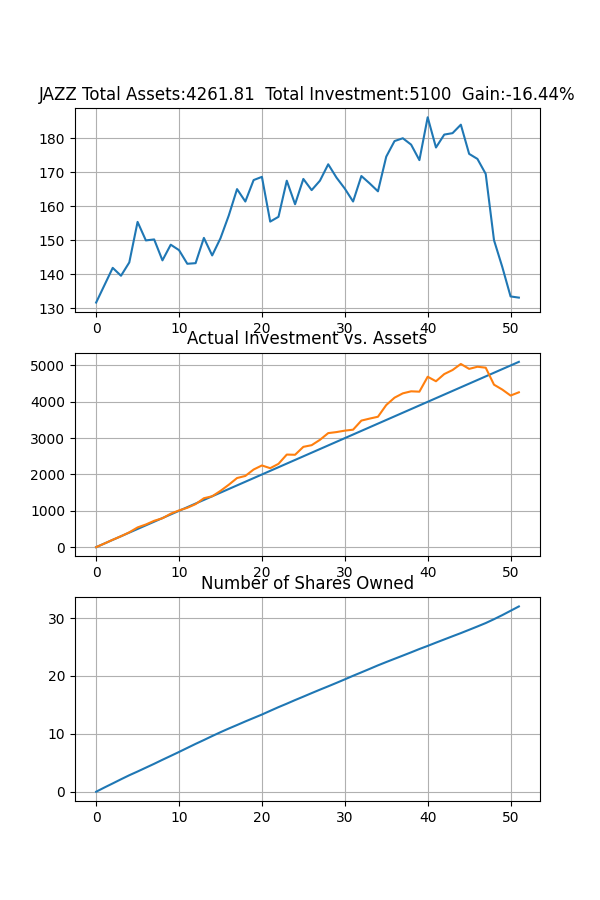 JAZZ Total Assets:4261.81  Total Investment:5100  Gain:-16.44%
180
170
160
150
140
130
0 10 20 30 40 50
Actual Investment vs. Assets
5000
4000
3000
2000
1000
0
0 10 20 30 40 50
Number of Shares Owned
30
20
10
0
0 10 20 30 40 50